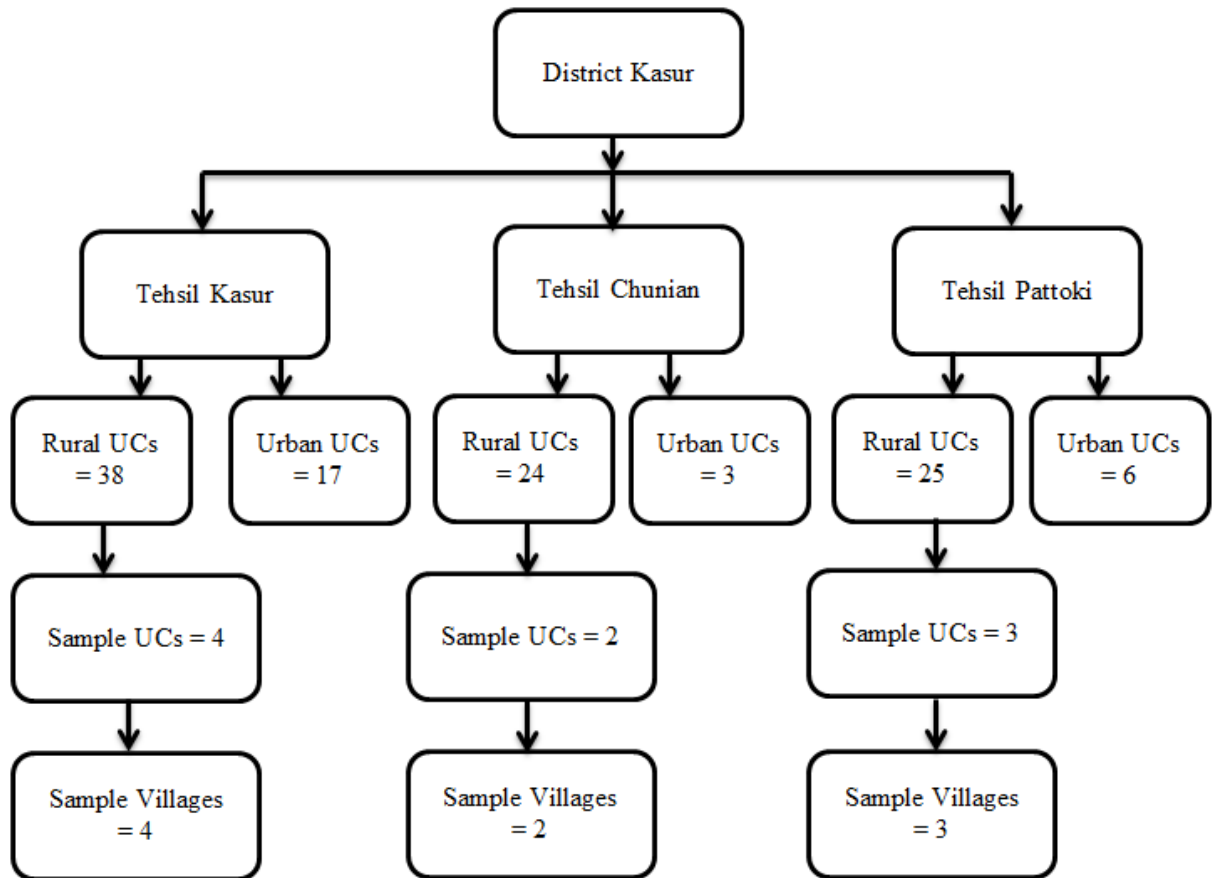 District Kasur
Tehsil Kasur
Tehsil Chunian
Tehsil Pattoki
Rural UCs
= 38
Urban UCs
= 17
Rural UCs
= 24
Urban UCs
= 3
Rural UCs
= 25
Urban UCs
= 6
Sample UCs = 4
Sample UCs = 2
Sample UCs = 3
Sample Villages
= 4
Sample Villages
= 2
Sample Villages
= 3